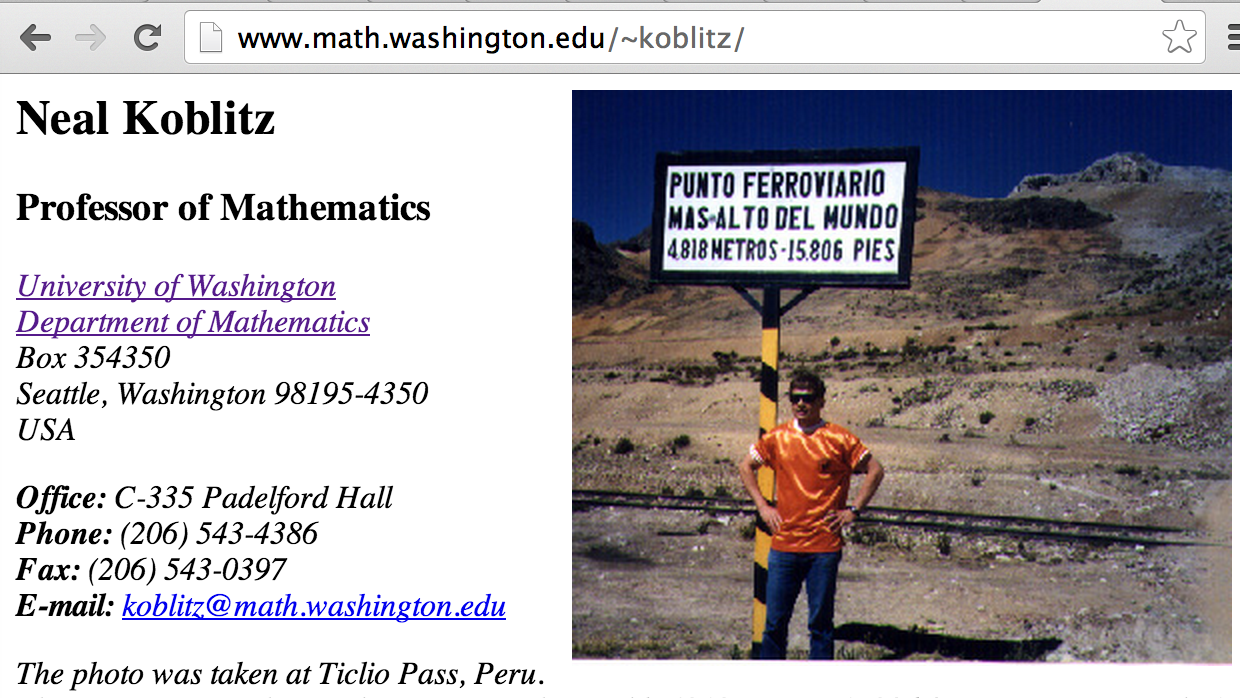 www.math.washington.edu/~koblitz/
Neal Koblitz
Professor of Mathematics
University of Washington
Department of Mathematics
Box 354350
Seattle, Washington 98195-4350
USA
Office: C-335 Padelford Hall
Phone: (206) 543-4386
Fax: (206) 543-0397
E-mail: koblitz@math.washington.edu
The photo was taken at Ticlio Pass, Peru.
PUNTO FERROVIARIO
MAS-ALTO DEL MUNDO
4.818 METROS-15.806 PIES